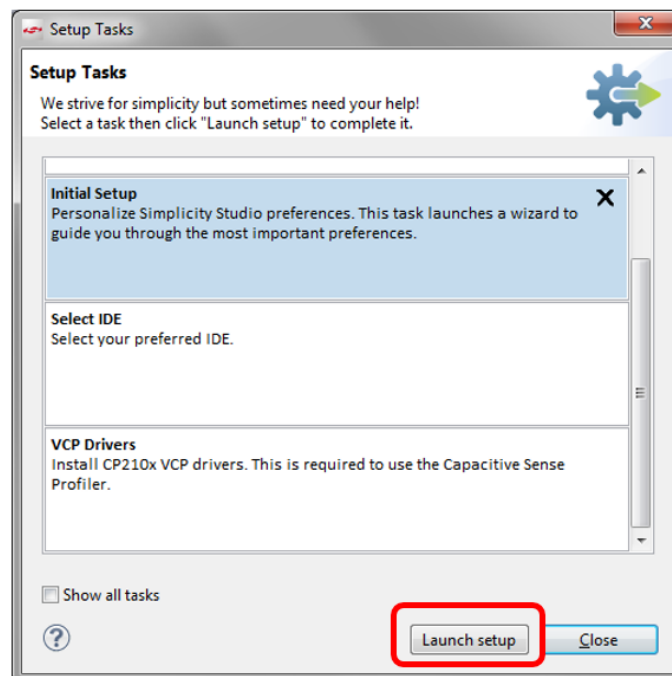 Setup Tasks
Setup Tasks
We strive for simplicity but sometimes need your help!
Select a task then click "Launch setup" to complete it.
Initial Setup
Personalize Simplicity Studio preferences. This task launches a wizard to
guide you through the most important preferences.
Select IDE
Select your preferred IDE.
VCP Drivers
Install CP210x VCP drivers. This is required to use the Capacitive Sense
Profiler.
Show all tasks
Launch setup
Close